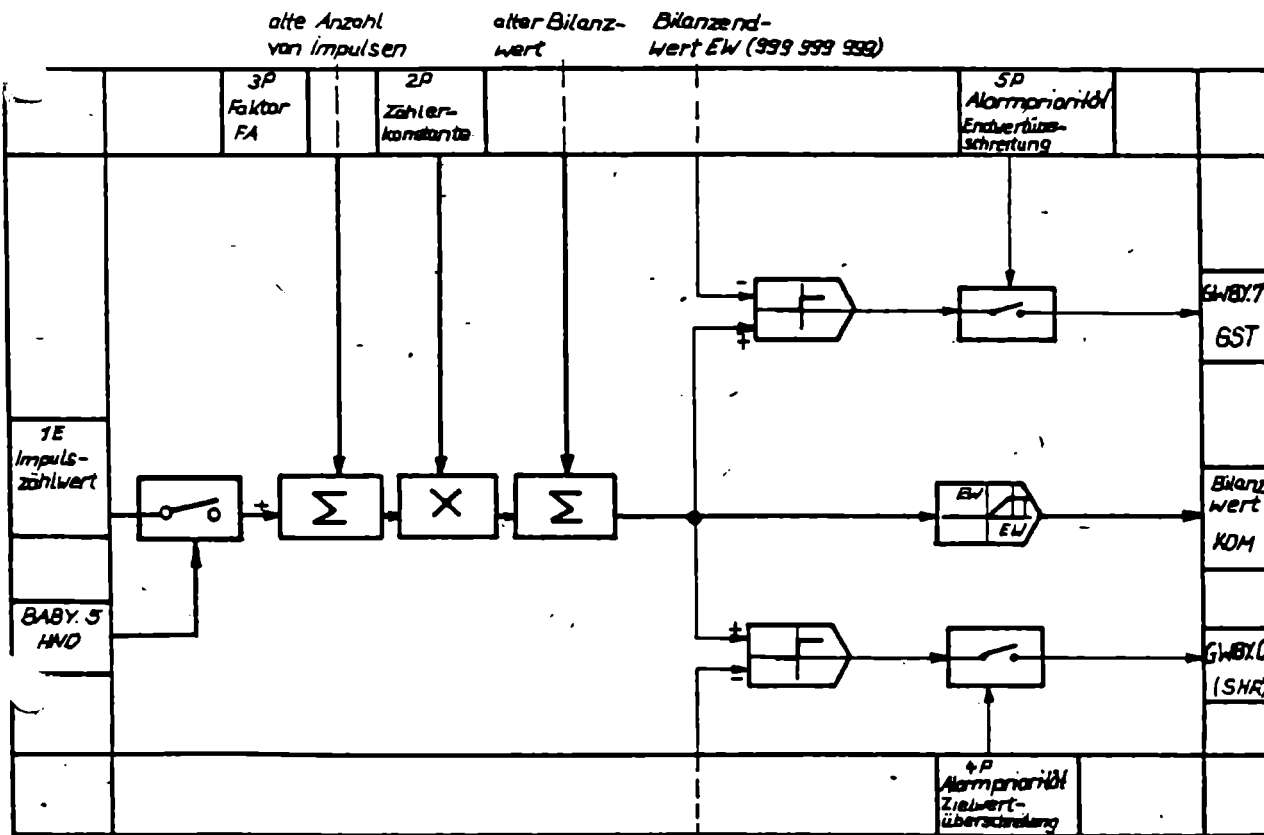 alte Anzahl
von Impulsen
alter Bilanz-
wert
Bilanzend-
wert EW (999 999 999)
3P
Faktor
FA
2P
Zähler-
konstante
5P
Alarmpriorität
Endwertüber-
schreitung
-
+
GWBY.7
GST
1E
Impuls-
zählwert
+
Σ
X
Σ
EW
EW
Bilanz
wert
KOM
BABY.5
HND
+
-
GWBY.0
(SHR)
4P
Alarmpriorität
Zielwert-
überschreitung